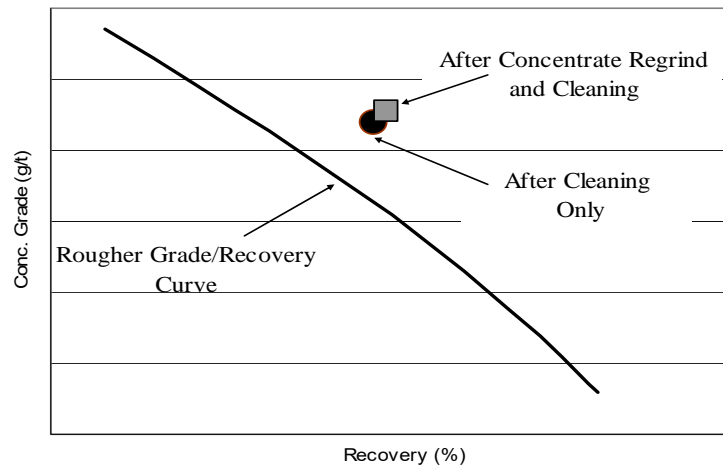 After Concentrate Regrind
and Cleaning
After Cleaning
Only
Rougher Grade/Recovery
Curve
Conc. Grade (g/t)
Recovery (%)